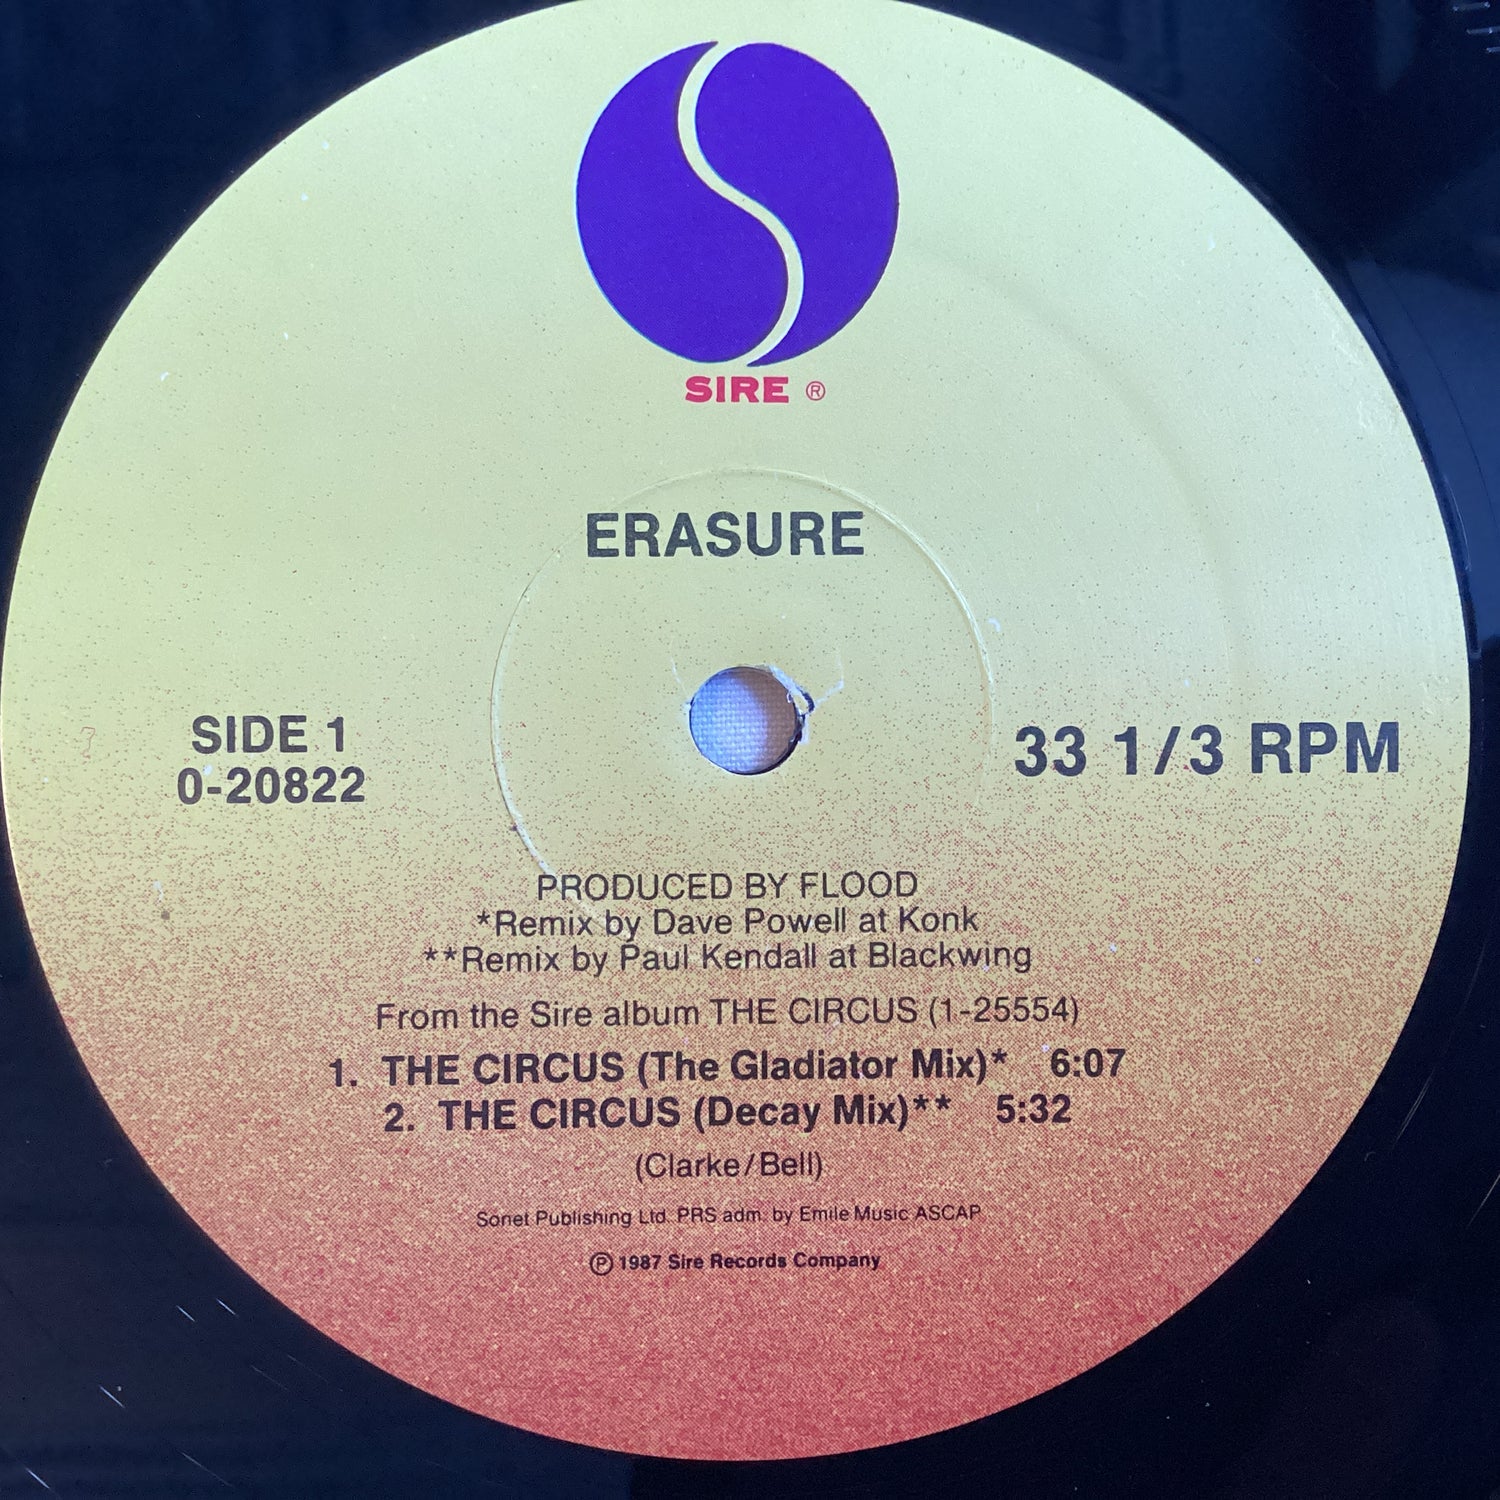 SIRE ®
ERASURE
SIDE 1
0-20822
33 1/3 RPM
PRODUCED BY FLOOD
*Remix by Dave Powell at Konk
**Remix by Paul Kendall at Blackwing
From the Sire album THE CIRCUS (1-25554)
1. THE CIRCUS (The Gladiator Mix)* 6:07
2. THE CIRCUS (Decay Mix)** 5:32
(Clarke/Bell)
Sonet Publishing Ltd. PRS adm. by Emile Music ASCAP
℗ 1987 Sire Records Company